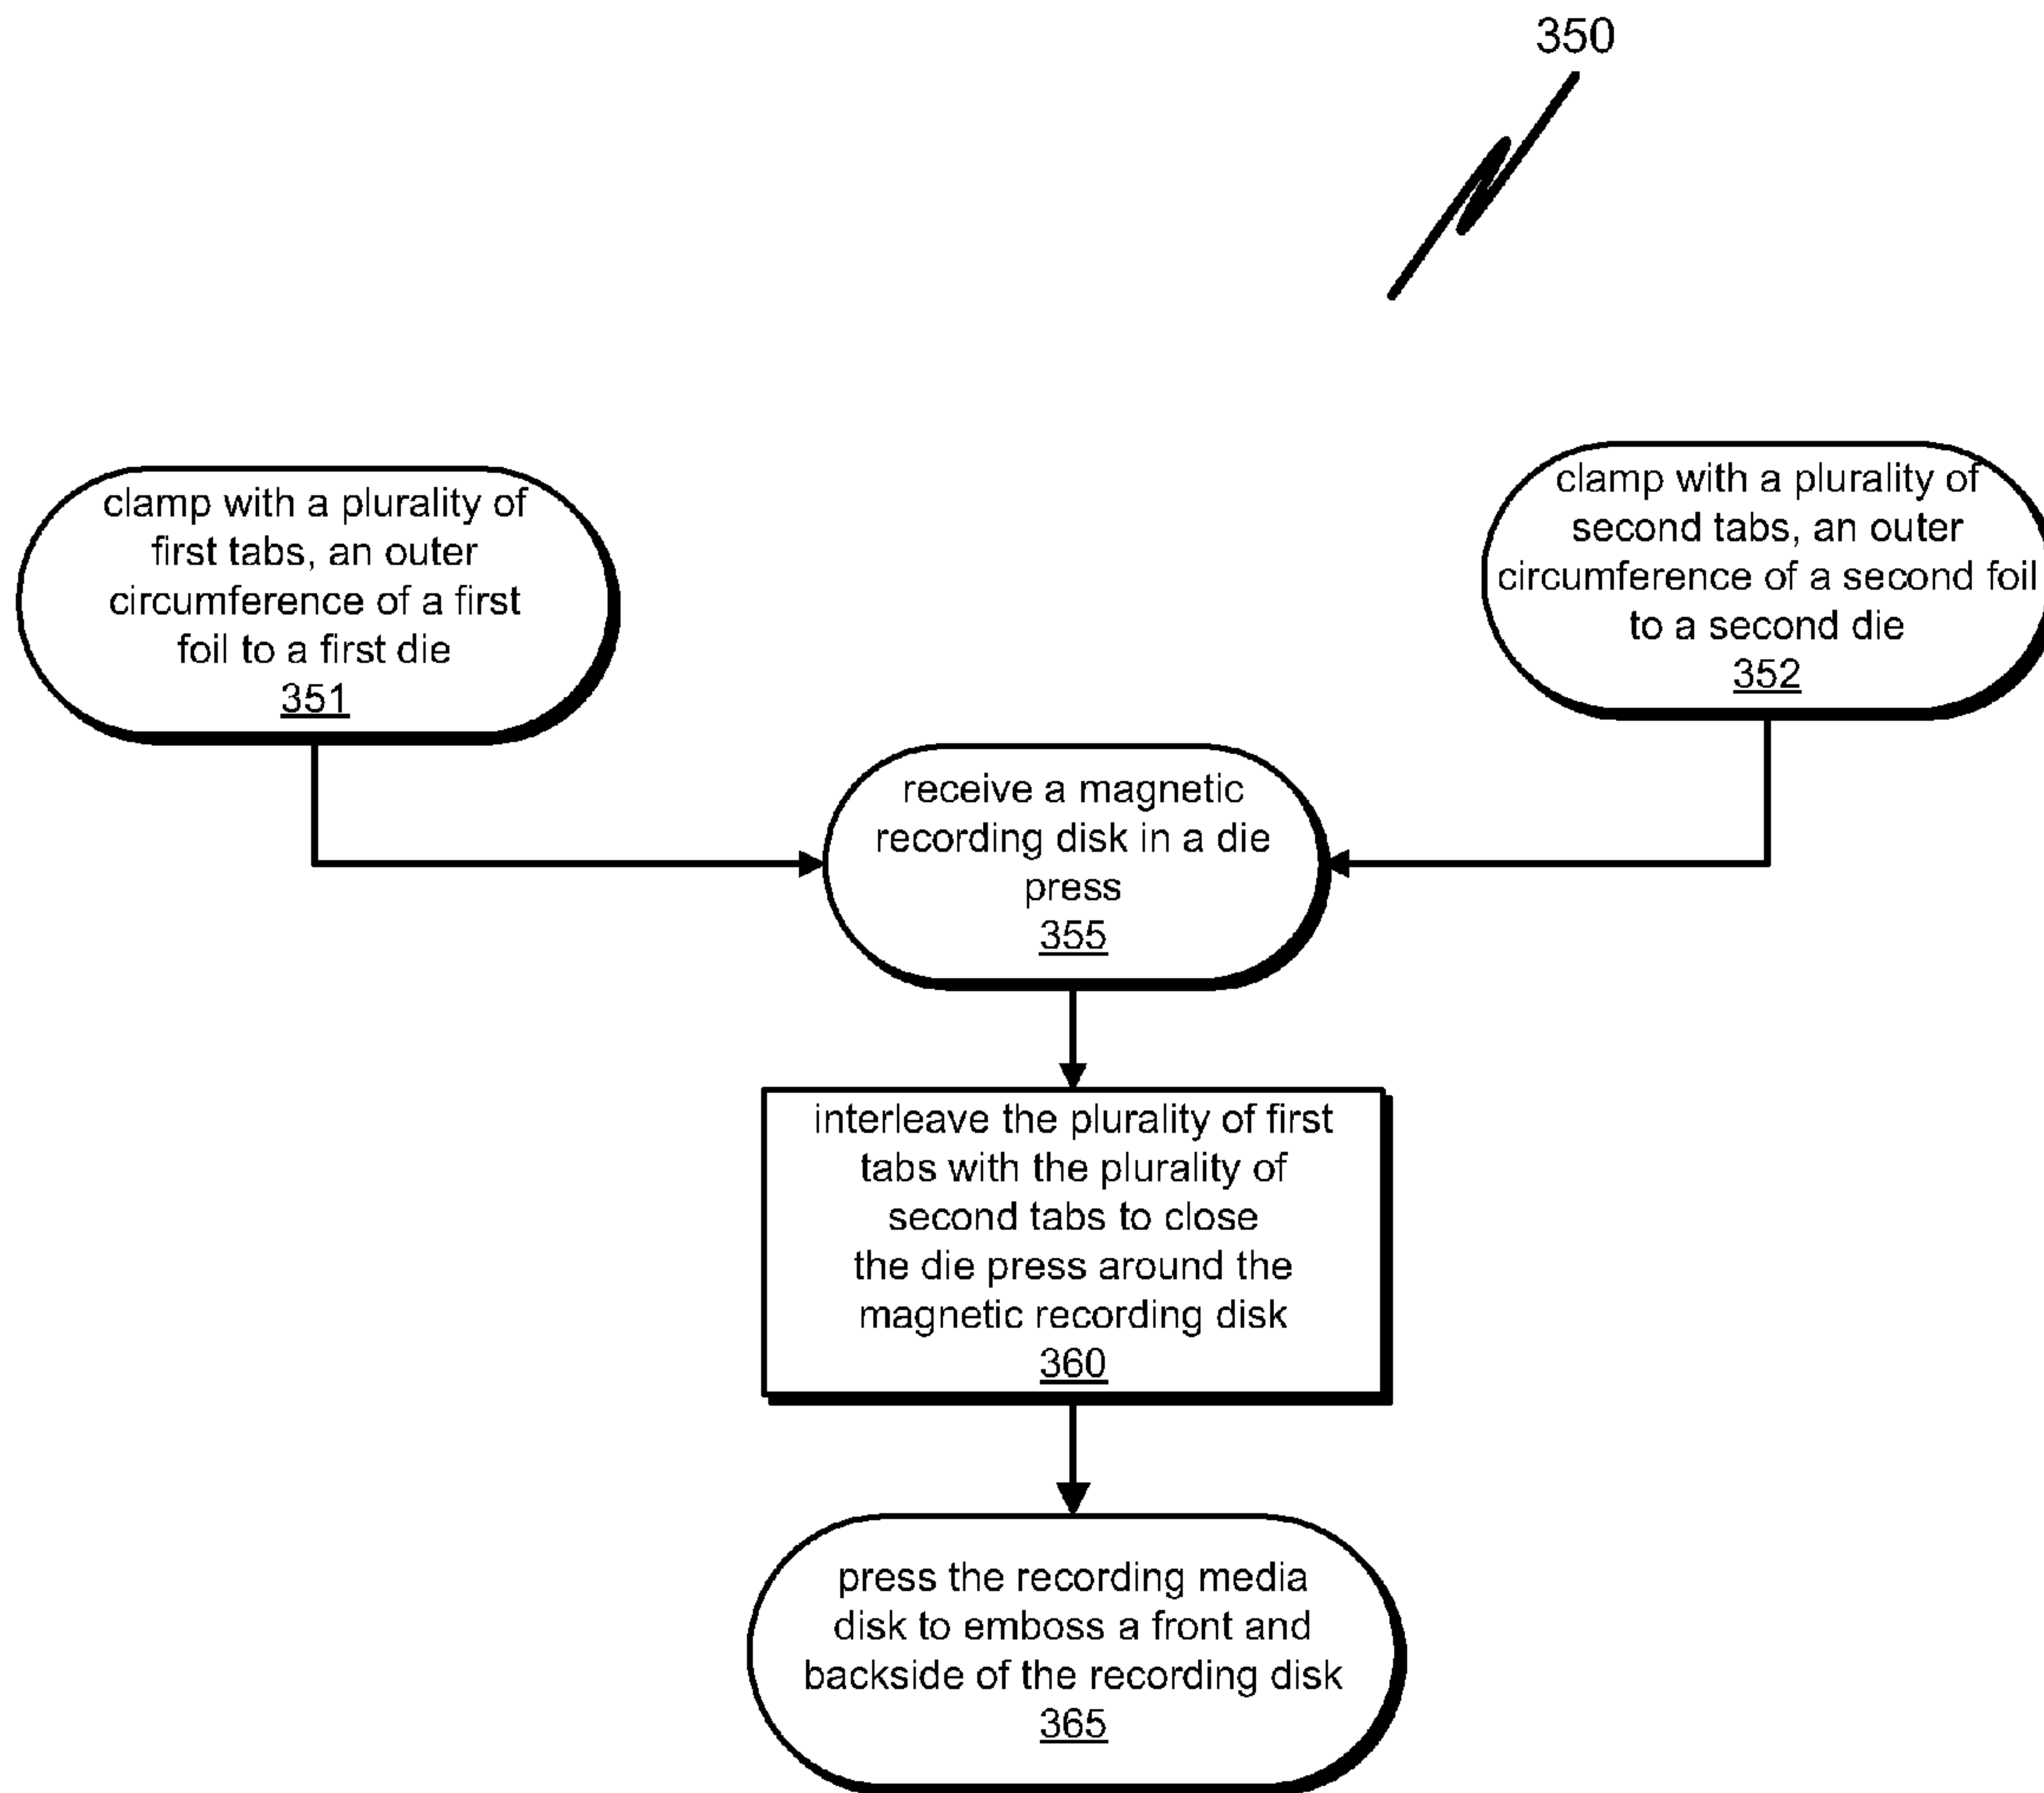 350
clamp with a plurality of
first tabs, an outer
circumference of a first
foil to a first die
351
clamp with a plurality of
second tabs, an outer
circumference of a second foil
to a second die
352
receive a magnetic
recording disk in a die
press
355
interleave the plurality of first
tabs with the plurality of
second tabs to close
the die press around the
magnetic recording disk
360
press the recording media
disk to emboss a front and
backside of the recording disk
365